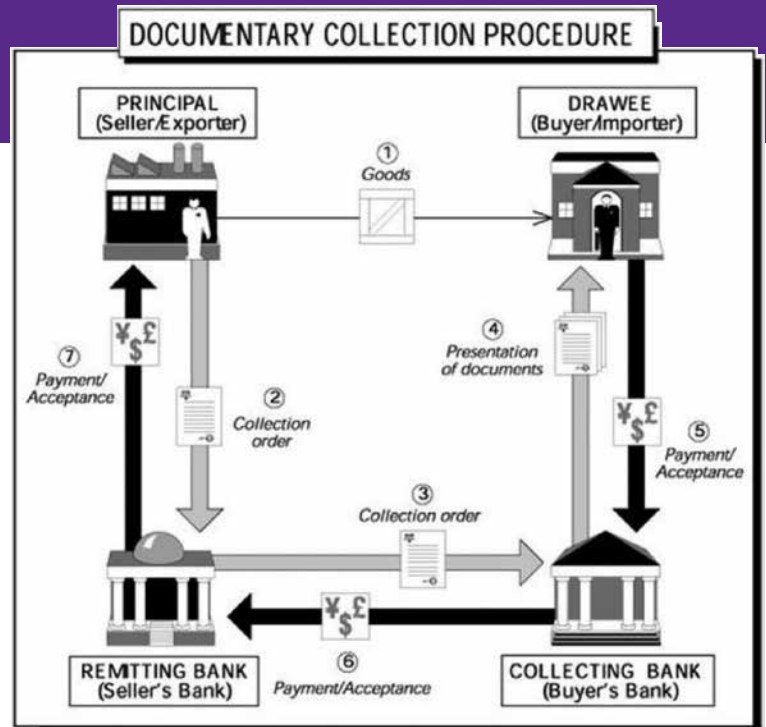 DOCUMENTARY COLLECTION PROCEDURE
PRINCIPAL
(Seller/Exporter)
DRAWEE
(Buyer/Importer)
①
Goods
④
Presentation
of documents
⑦
Payment/
Acceptance
¥$£
②
Collection
order
¥$£
⑤
Payment/
Acceptance
③
Collection order
¥$£
REMITTING BANK
(Seller's Bank)
⑥
Payment/Acceptance
COLLECTING BANK
(Buyer's Bank)